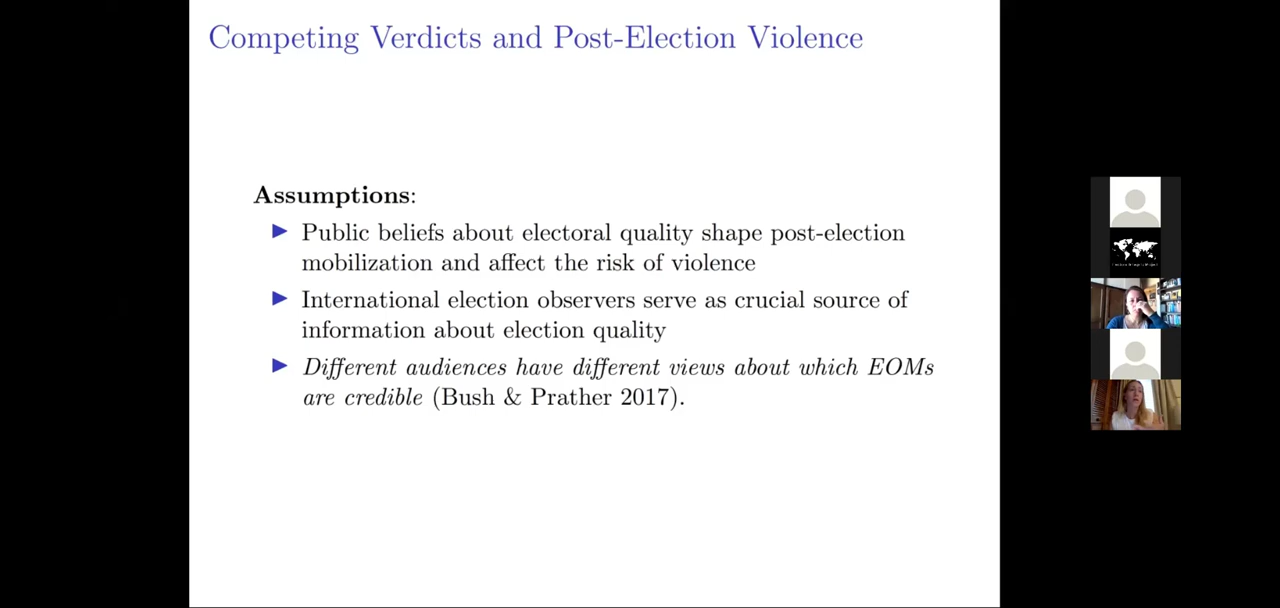 Competing Verdicts and Post-Election Violence
Assumptions:
Public beliefs about electoral quality shape post-election
mobilization and affect the risk of violence
International election observers serve as crucial source of
information about election quality
Different audiences have different views about which EOMs
are credible (Bush & Prather 2017).